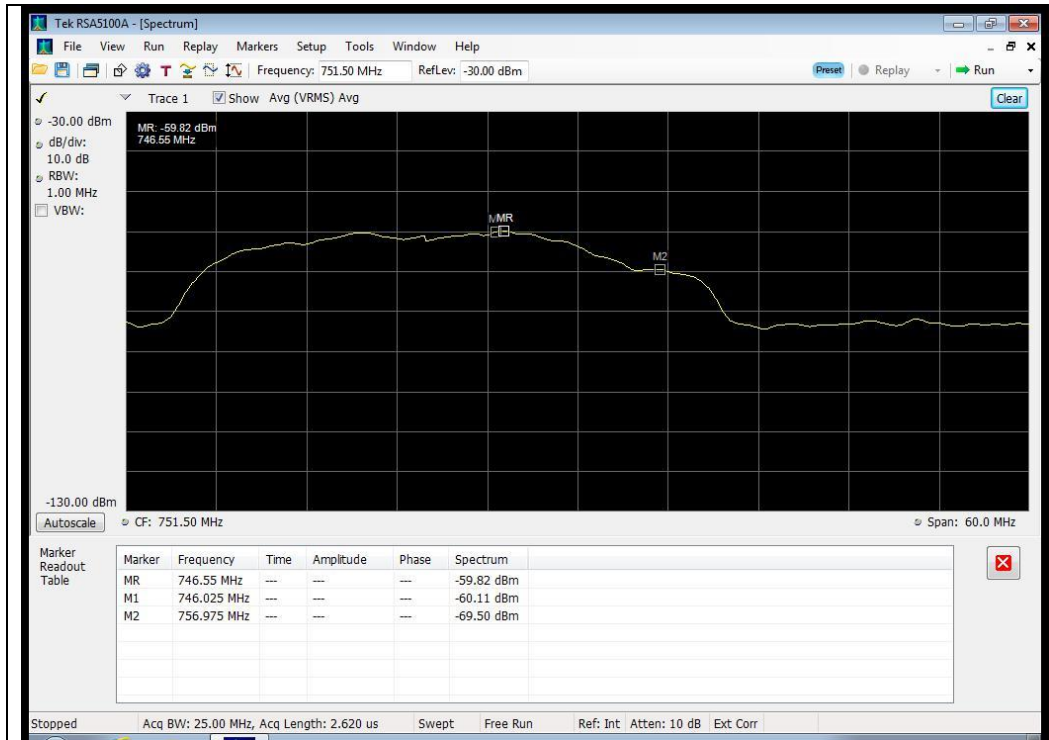 Tek RSA5100A - [Spectrum]
File View Run Replay Markers Setup Tools Window Help
T Frequency: 751.50 MHz RefLev: -30.00 dBm Preset Replay Run
Trace 1 Show Avg (VRMS) Avg Clear
-30.00 dBm
dB/div:
10.0 dB
RBW:
1.00 MHz
VBW:
MR: -59.82 dBm
746.55 MHz
MMR
M2
-130.00 dBm
Autoscale CF: 751.50 MHz Span: 60.0 MHz
Marker
Readout
Table
Marker Frequency Time Amplitude Phase Spectrum
MR 746.55 MHz --- --- --- -59.82 dBm
M1 746.025 MHz --- --- --- -60.11 dBm
M2 756.975 MHz --- --- --- -69.50 dBm
Stopped Acq BW: 25.00 MHz, Acq Length: 2.620 us Swept Free Run Ref: Int Atten: 10 dB Ext Corr